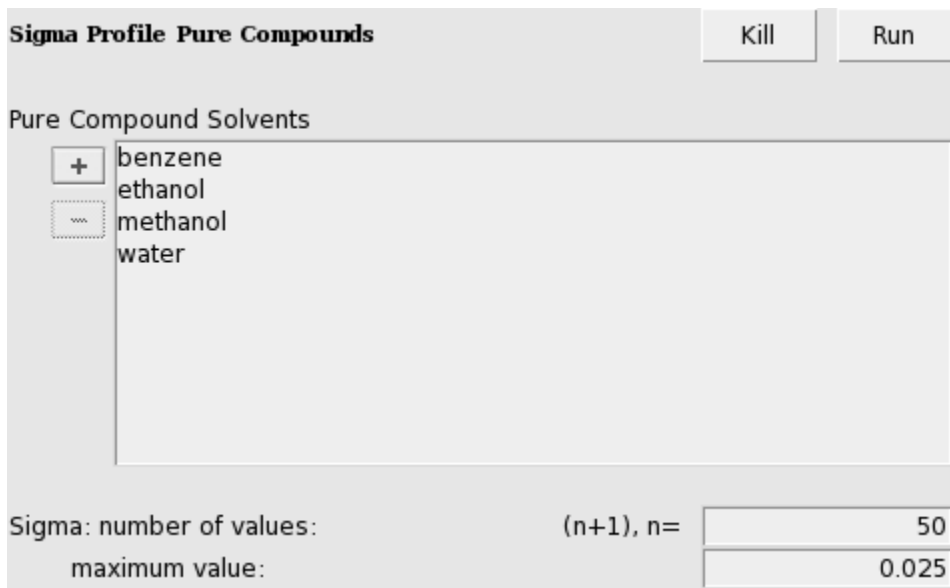 Sigma Profile Pure Compounds Kill Run
Pure Compound Solvents
+
benzene
ethanol
methanol
water
Sigma: number of values: (n+1), n= 50
maximum value: 0.025